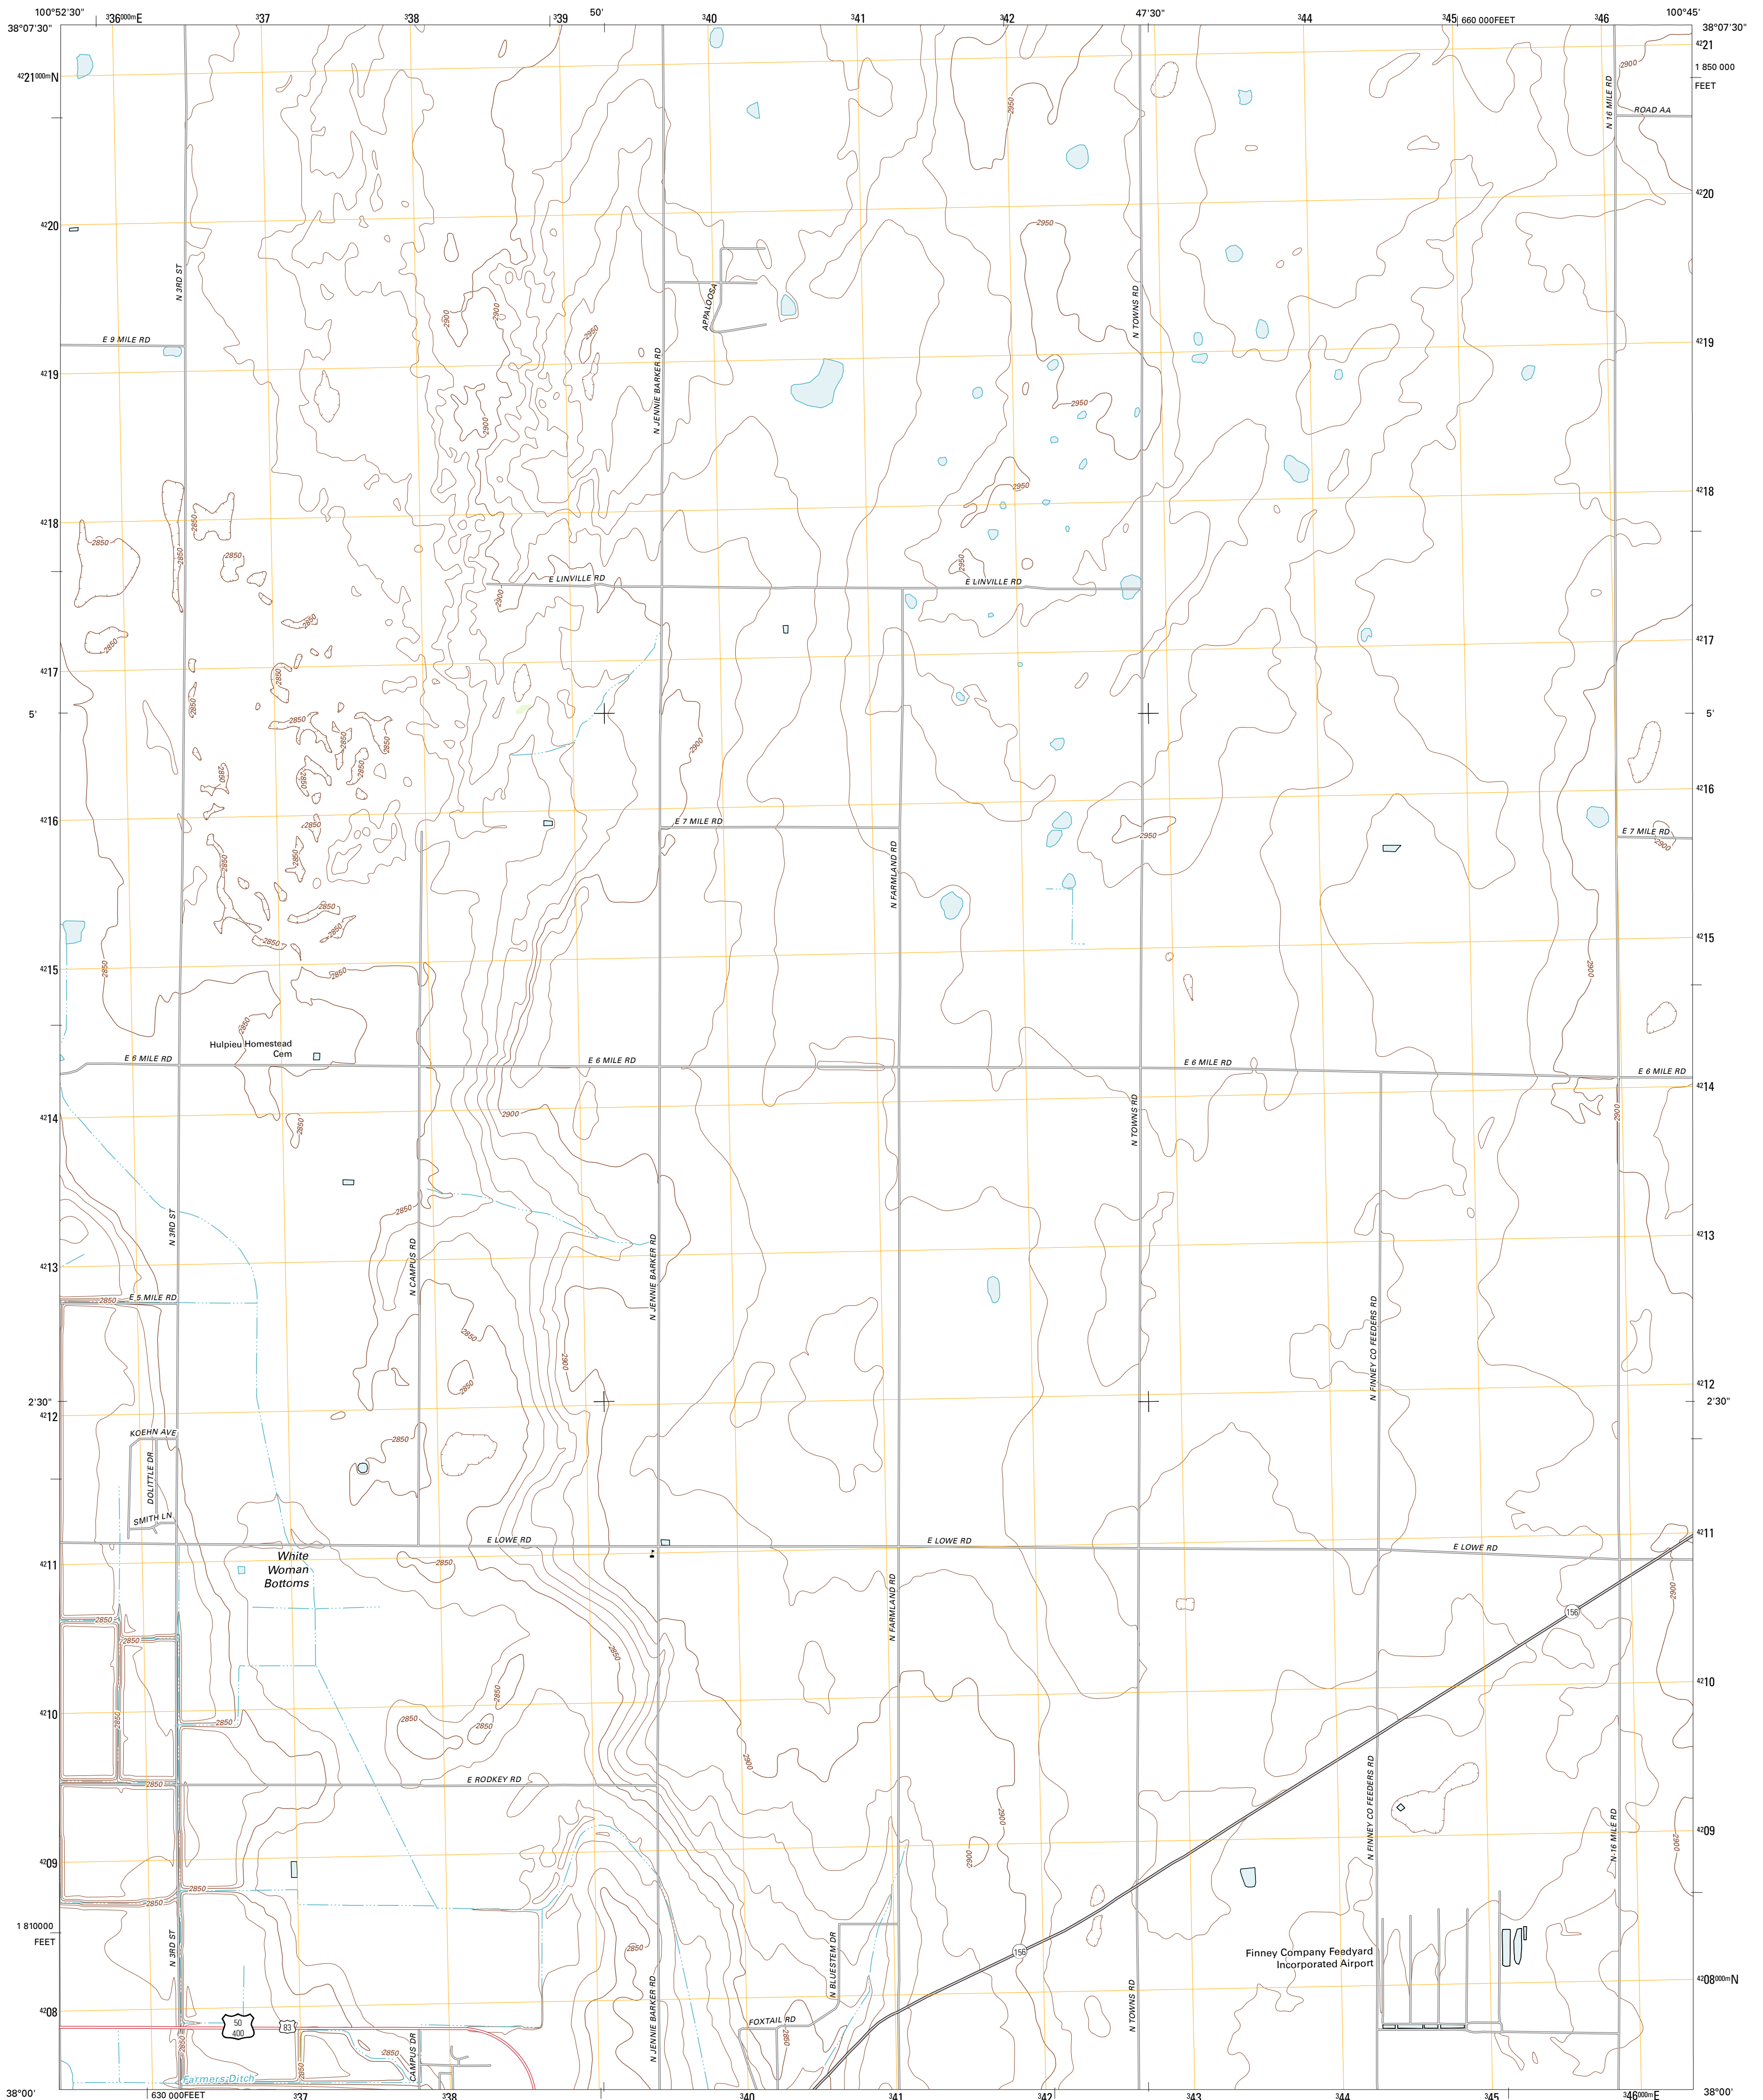 100°52'30"
336000mE
337
338
339
50'
340
341
342
47'30"
344
345
660 000FEET
346
100°45'
38°07'30"
38°07'30"
4221000mN
4221
1 850 000
FEET
2900
ROAD AA
N 16 MILE RD
2950
4220
4220
2950
N 3RD ST
APPALOOSA
N TOWNS RD
2900
2900
2950
E 9 MILE RD
4219
4219
N JENNIE BARKER RD
2900
2950
2950
4218
4218
2850
2850
2850
2850
2950
E LINVILLE RD
E LINVILLE RD
2900
2850
2850
4217
4217
2850
2850
2850
5'
5'
2850
2850
2900
2850
2850
2850
4216
4216
2850
E 7 MILE RD
2950
E 7 MILE RD
2900
2850
2850
N FARMLAND RD
2850
2850
2850
4215
4215
2850
2850
2900
2850
Hulpieu Homestead
Cem
E 6 MILE RD
E 6 MILE RD
E 6 MILE RD
E 6 MILE RD
4214
4214
2900
2850
N TOWNS RD
2900
2850
N 3RD ST
N CAMPUS RD
N JENNIE BARKER RD
4213
4213
2850
E 5 MILE RD
2850
2900
2850
N FINNEY CO FEEDERS RD
2'30"
2'30"
4212
4212
KOEHN AVE
DOLITTLE DR
SMITH LN
2850
4211
4211
E LOWE RD
E LOWE RD
E LOWE RD
White
Woman
Bottoms
2850
2900
N FARMLAND RD
2850
2850
156
2850
2850
4210
4210
2850
2850
2850
2850
2900
2850
E RODKEY RD
2900
N FINNEY CO FEEDERS RD
N 16 MILE RD
4209
4209
2900
2900
2850
2850
1 810000
FEET
N 3RD ST
2850
N BLUESTEM DR
156
Finney Company Feedyard
Incorporated Airport
4208
4208000mN
N JENNIE BARKER RD
N TOWNS RD
FOXTAIL RD
50
400
83
2850
2850
2850
2850
CAMPUS DR
Farmers Ditch
38°00'
630 000FEET
337
338
340
341
342
343
344
345
346000mE
38°00'